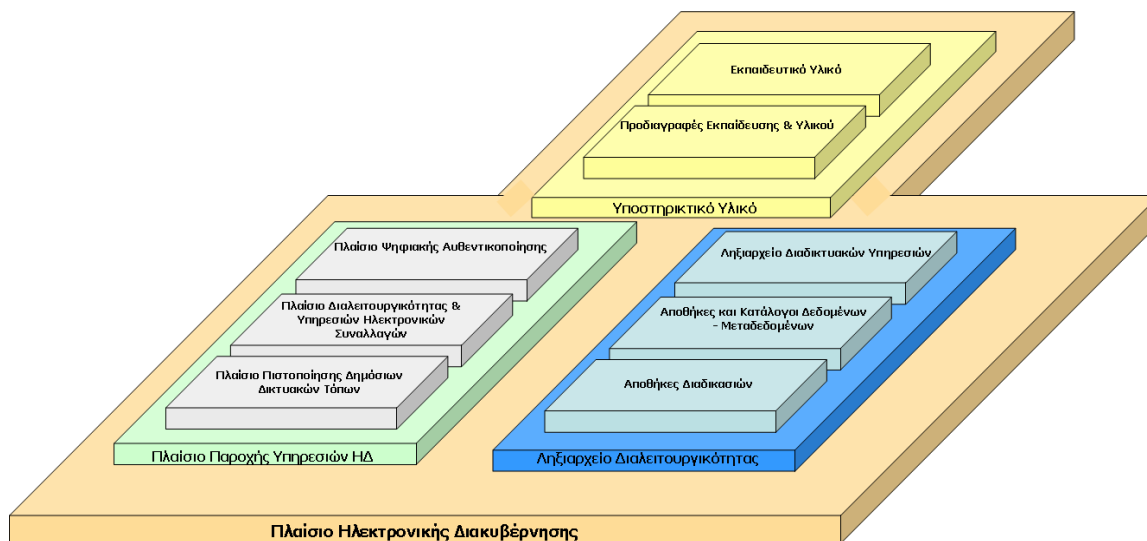 Εκπαιδευτικό Υλικό
Προδιαγραφές Εκπαίδευσης & Υλικού
Υποστηρικτικό Υλικό
Πλαίσιο Ψηφιακής Αυθεντικοποίησης
Πλαίσιο Διαλειτουργικότητας &
Υπηρεσιών Ηλεκτρονικών
Συναλλαγών
Πλαίσιο Πιστοποίησης Δημόσιων
Δικτυακών Τόπων
Πλαίσιο Παροχής Υπηρεσιών ΗΔ
Ληξιαρχείο Διαδικτυακών Υπηρεσιών
Αποθήκες και Κατάλογοι Δεδομένων
– Μεταδεδομένων
Αποθήκες Διαδικασιών
Ληξιαρχείο Διαλειτουργικότητας
Πλαίσιο Ηλεκτρονικής Διακυβέρνησης